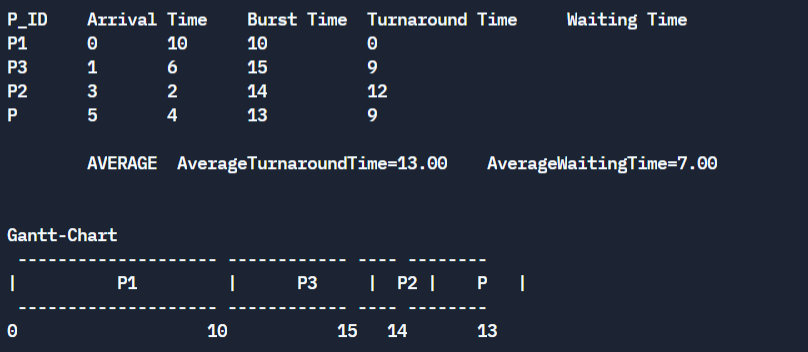 P_ID    Arrival Time    Burst Time  Turnaround Time     Waiting Time
P1      0       10      10      0
P3      1       6       15      9
P2      3       2       14      12
P       5       4       13      9
        AVERAGE  AverageTurnaroundTime=13.00    AverageWaitingTime=7.00
Gantt-Chart
 -------------------- ------------ ---- --------
|          P1         |      P3     |  P2 |    P   |
 -------------------- ------------ ---- --------
0                   10           15   14       13